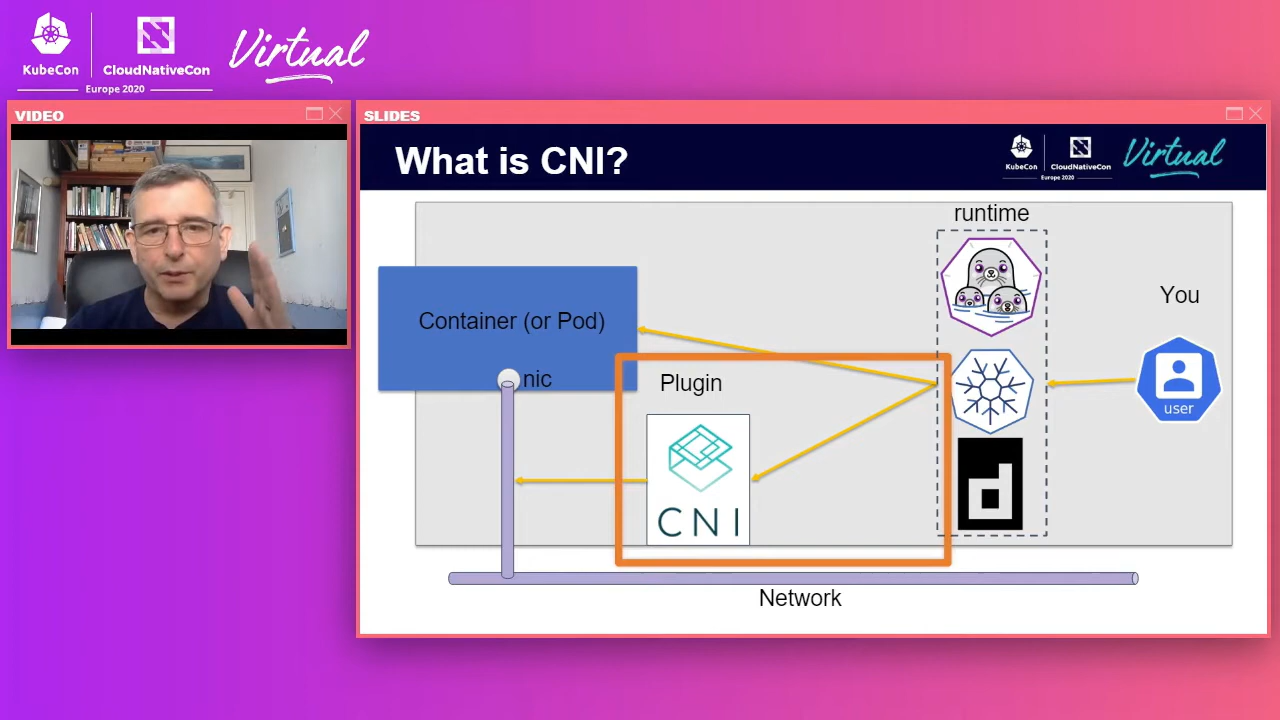 KubeCon
CloudNativeCon
Europe 2020
Virtual
VIDEO
SLIDES
What is CNI?
KubeCon
CloudNativeCon
Europe 2020
Virtual
runtime
You
Container (or Pod)
nic
Plugin
user
CNI
d
Network